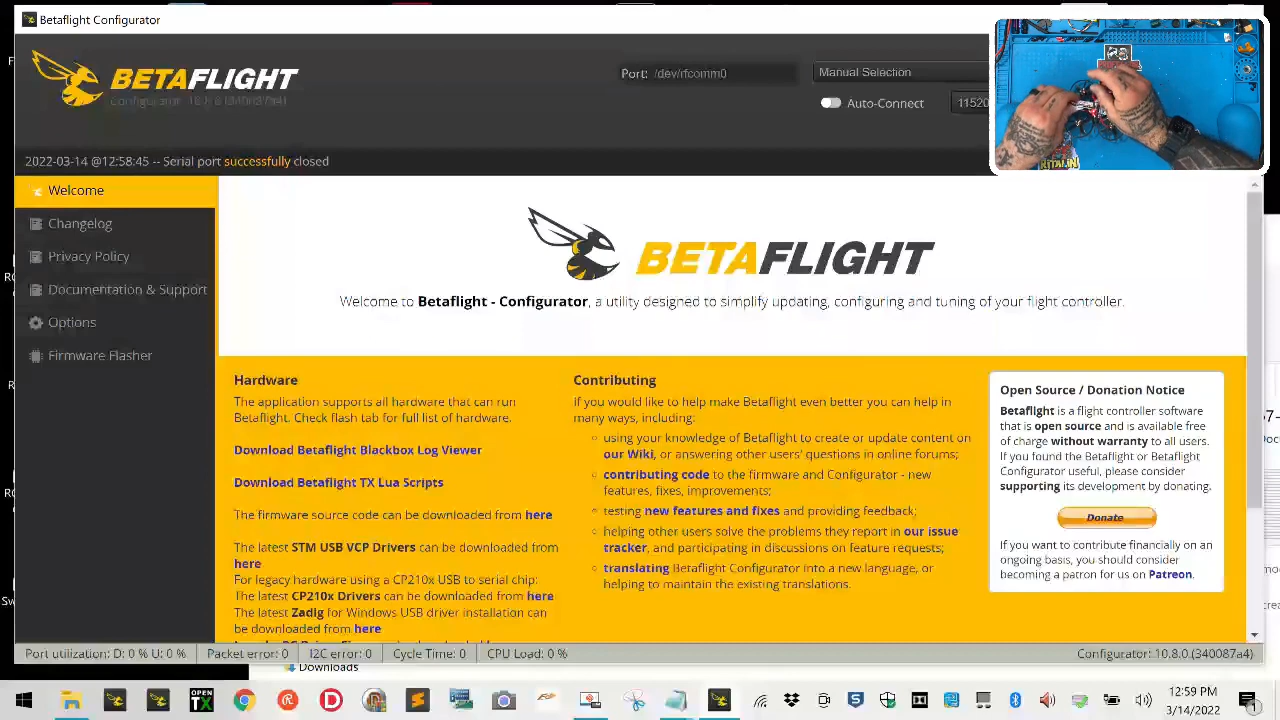 Betaflight Configurator
BETAFLIGHT
Port: /dev/rfcomm0
Manual Selection
Auto-Connect
11520
2022-03-14 @12:58:45 -- Serial port successfully closed
Welcome
Changelog
Privacy Policy
Documentation & Support
Options
Firmware Flasher
BETAFLIGHT
Welcome to Betaflight - Configurator, a utility designed to simplify updating, configuring and tuning of your flight controller.
Hardware
The application supports all hardware that can run
Betaflight. Check flash tab for full list of hardware.
Download Betaflight Blackbox Log Viewer
Download Betaflight TX Lua Scripts
The firmware source code can be downloaded from here
The latest STM USB VCP Drivers can be downloaded from
here
For legacy hardware using a CP210x USB to serial chip:
The latest CP210x Drivers can be downloaded from here
The latest Zadig for Windows USB driver installation can
be downloaded from here
Contributing
If you would like to help make Betaflight even better you can help in
many ways, including:
using your knowledge of Betaflight to create or update content on
our Wiki, or answering other users' questions in online forums;
contributing code to the firmware and Configurator - new
features, fixes, improvements;
testing new features and fixes and providing feedback;
helping other users solve the problems they report in our issue
tracker, and participating in discussions on feature requests;
translating Betaflight Configurator into a new language, or
helping to maintain the existing translations.
Open Source / Donation Notice
Betaflight is a flight controller software
that is open source and is available free
of charge without warranty to all users.
If you found the Betaflight or Betaflight
Configurator useful, please consider
supporting its development by donating.
Donate
If you want to contribute financially on an
ongoing basis, you should consider
becoming a patron for us on Patreon.
Port utilization: D: 0 % U: 0 %
Packet error: 0
I2C error: 0
Cycle Time: 0
CPU Load: 0 %
Configurator: 10.8.0 (340087a4)
Downloads
OPEN
TX
12:59 PM
3/14/2022
RITALIN